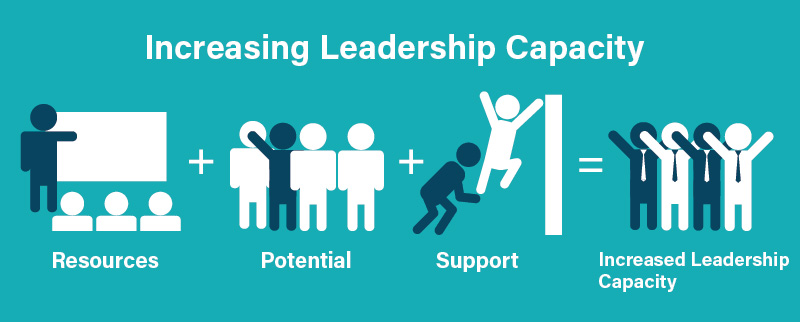 Increasing Leadership Capacity
+
+
=
Resources
Potential
Support
Increased Leadership
Capacity